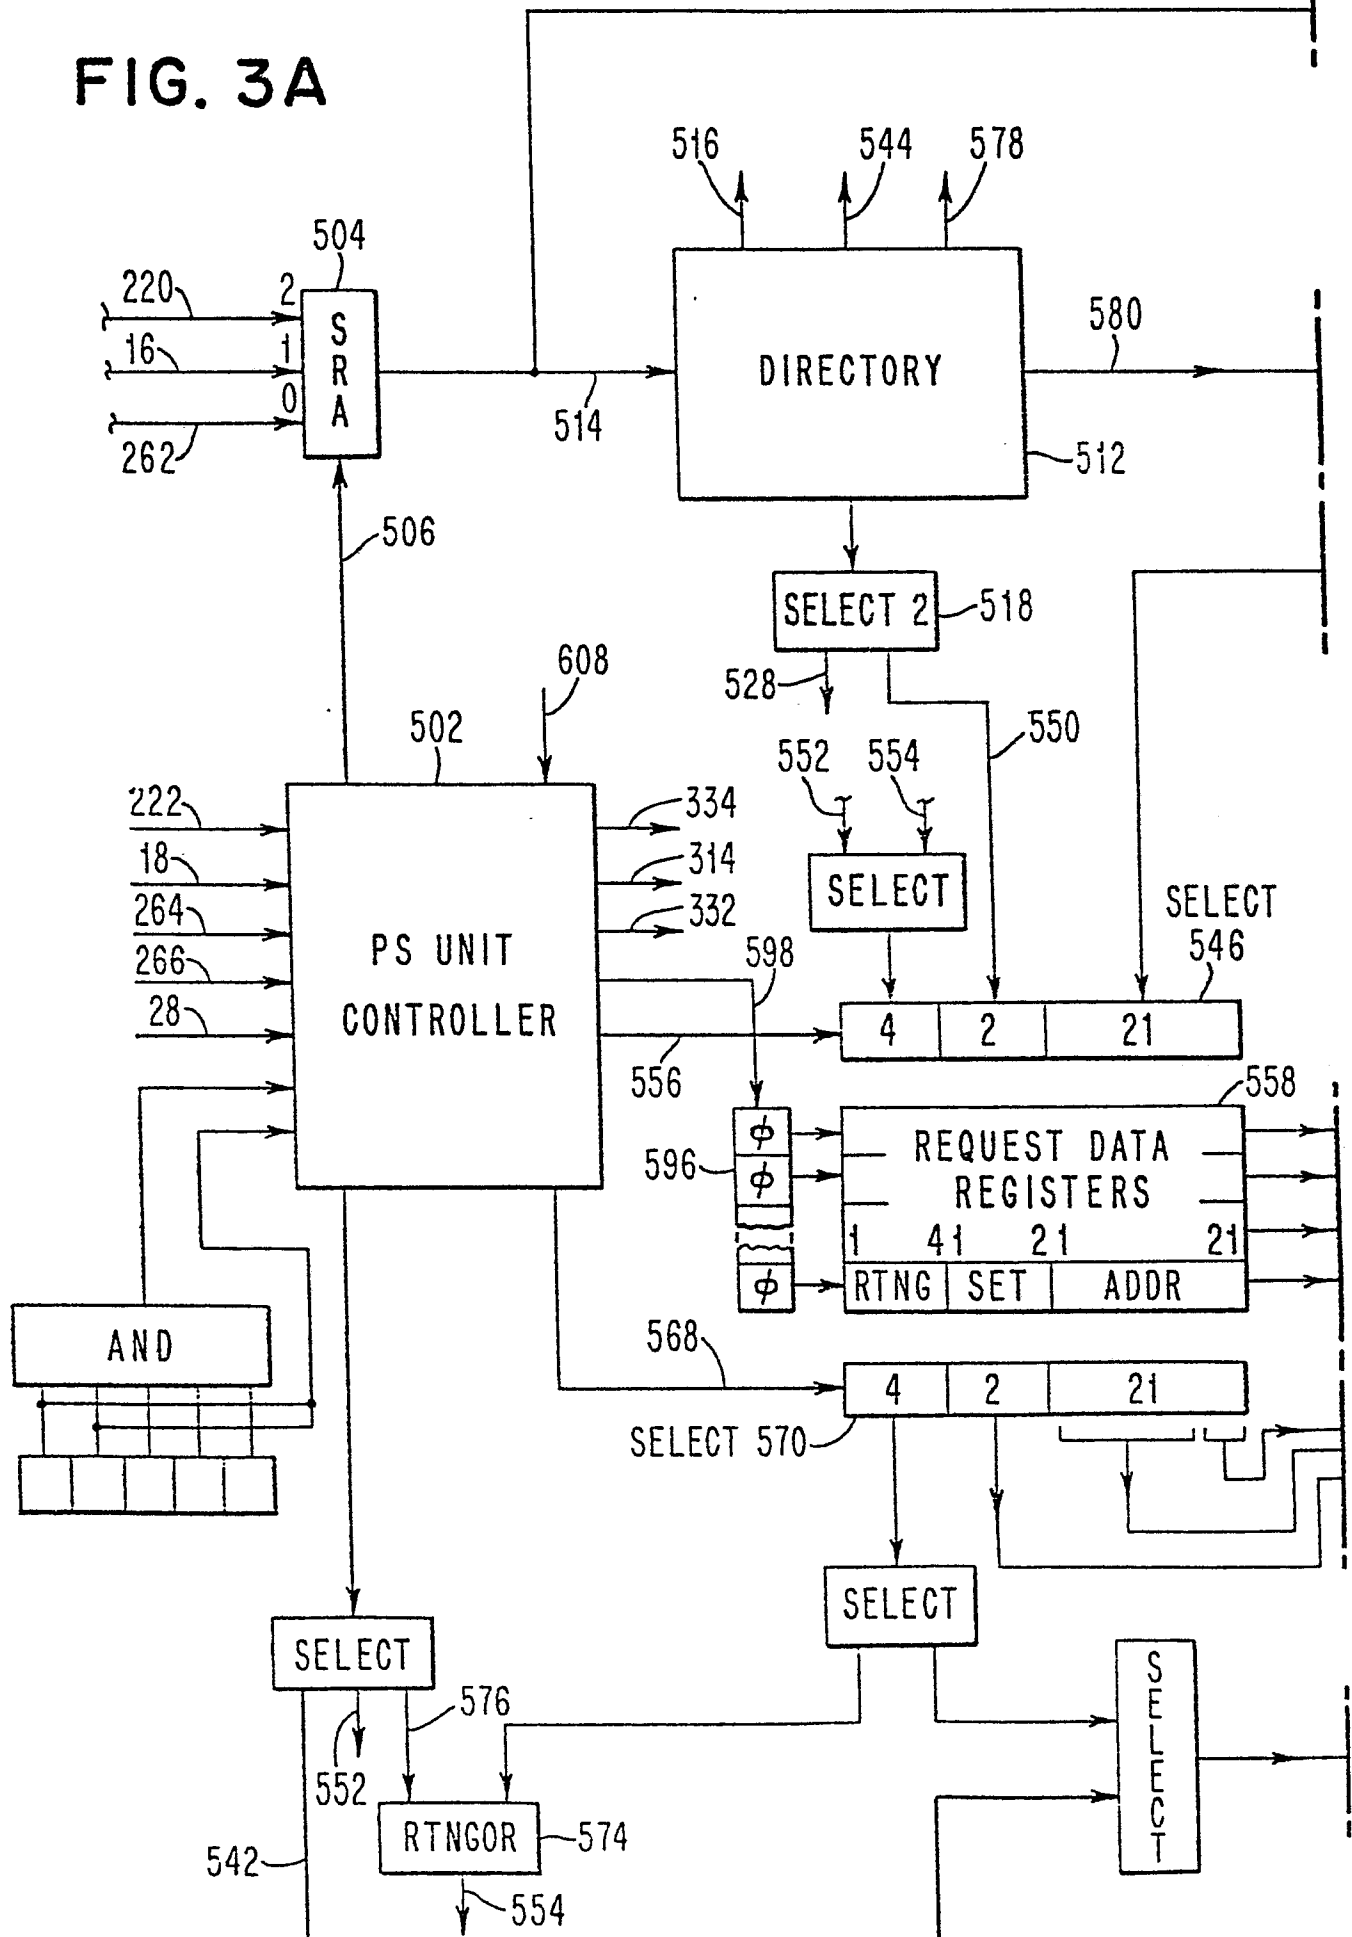 FIG. 3A
516
544
578
504
220
2
S
R
A
16
1
262
0
514
DIRECTORY
580
512
506
SELECT 2
518
528
608
550
502
552
554
222
18
264
266
28
PS UNIT
CONTROLLER
334
314
332
SELECT
SELECT
546
598
4
2
21
556
558
596
φ
φ
φ
REQUEST DATA
REGISTERS
1
4
1
2
1
21
RTNG
SET
ADDR
AND
568
4
2
21
SELECT 570
SELECT
SELECT
S
E
L
E
C
T
576
552
RTNGOR
574
542
554